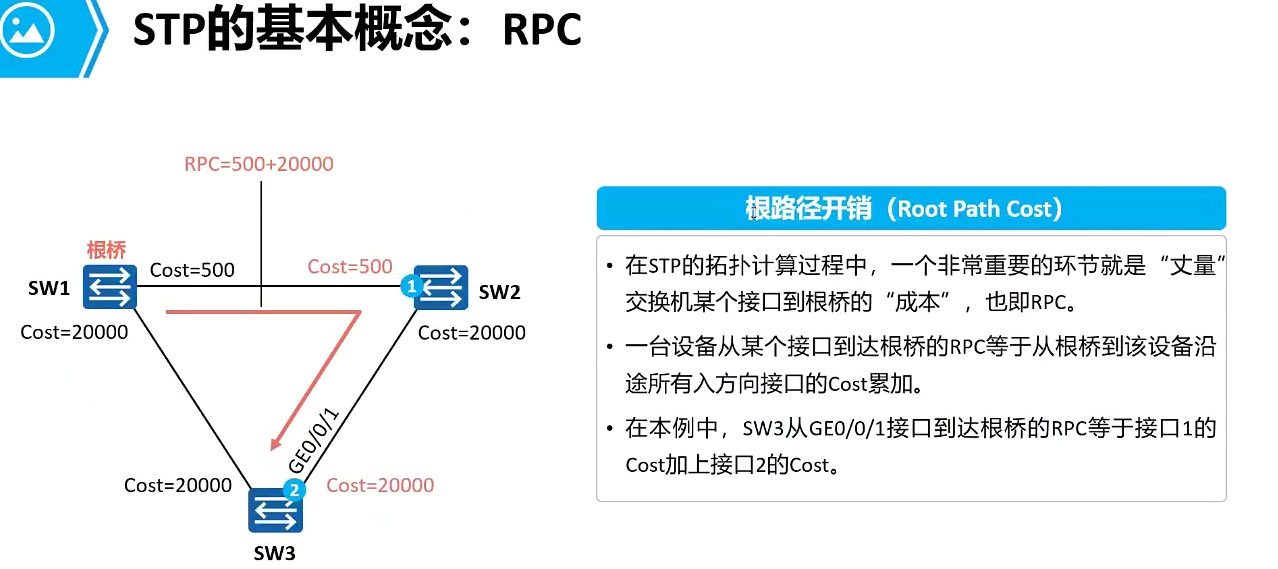 STP的基本概念：RPC
RPC=500+20000
根桥
SW1
Cost=500
Cost=500
1
SW2
Cost=20000
Cost=20000
GE0/0/1
Cost=20000
2
Cost=20000
SW3
根路径开销（Root Path Cost）
• 在STP的拓扑计算过程中，一个非常重要的环节就是“丈量”
交换机某个接口到根桥的“成本”，也即RPC。
• 一台设备从某个接口到达根桥的RPC等于从根桥到该设备沿
途所有入方向接口的Cost累加。
• 在本例中，SW3从GE0/0/1接口到达根桥的RPC等于接口1的
Cost加上接口2的Cost。